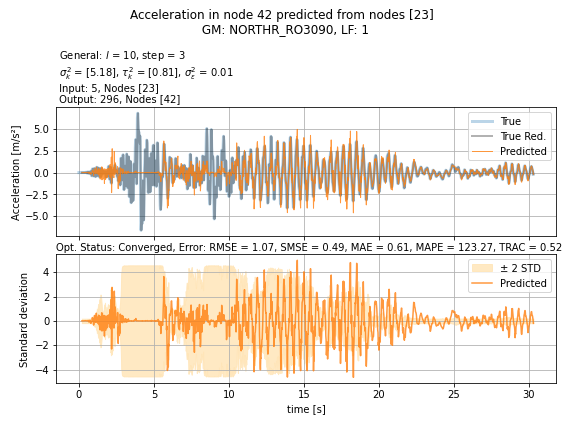 Acceleration in node 42 predicted from nodes [23]
GM: NORTHR_RO3090, LF: 1
General: l = 10, step = 3
σ²ₖ = [5.18], τ²ₖ = [0.81], σ²ε = 0.01
Input: 5, Nodes [23]
Output: 296, Nodes [42]
Acceleration [m/s²]
5.0
2.5
0.0
−2.5
−5.0
True
True Red.
Predicted
Opt. Status: Converged, Error: RMSE = 1.07, SMSE = 0.49, MAE = 0.61, MAPE = 123.27, TRAC = 0.52
Standard deviation
4
2
0
−2
−4
± 2 STD
Predicted
0 5 10 15 20 25 30
time [s]